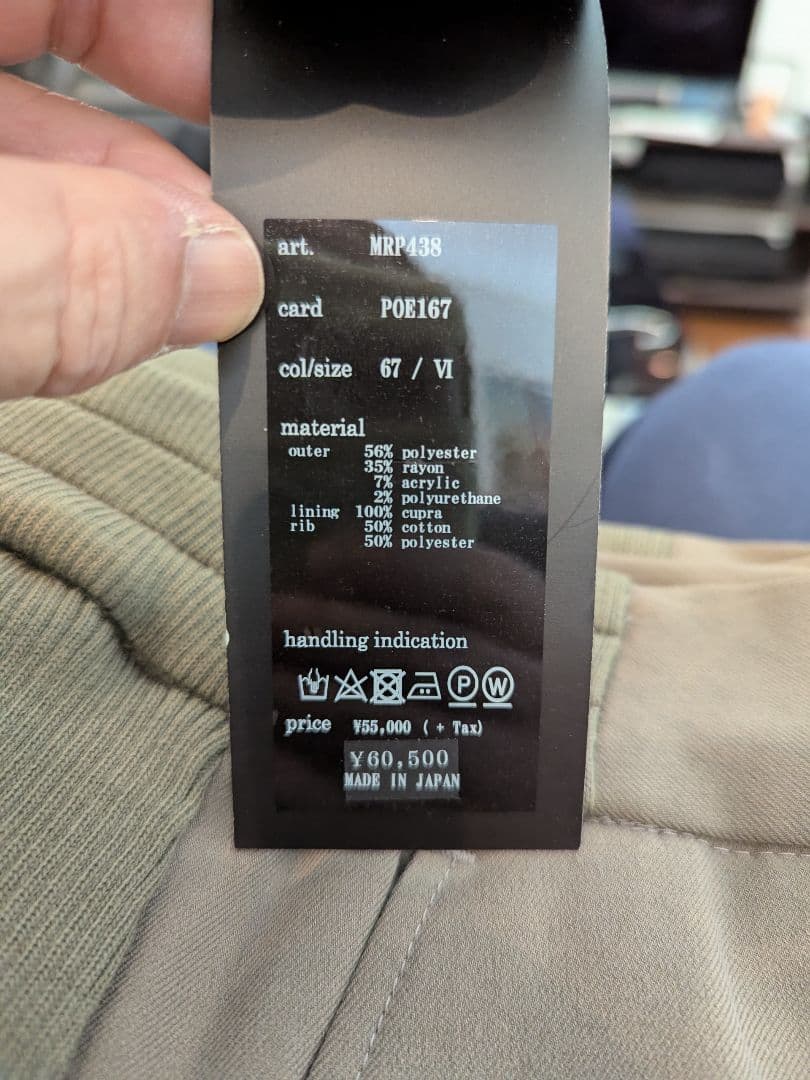 art. MRP438
card POE167
col/size 67 / Ⅵ
material
outer 56% polyester
35% rayon
7% acrylic
2% polyurethane
lining 100% cupra
rib 50% cotton
50% polyester
handling indication
P W
price ¥55,000 ( + Tax)
¥60,500
MADE IN JAPAN